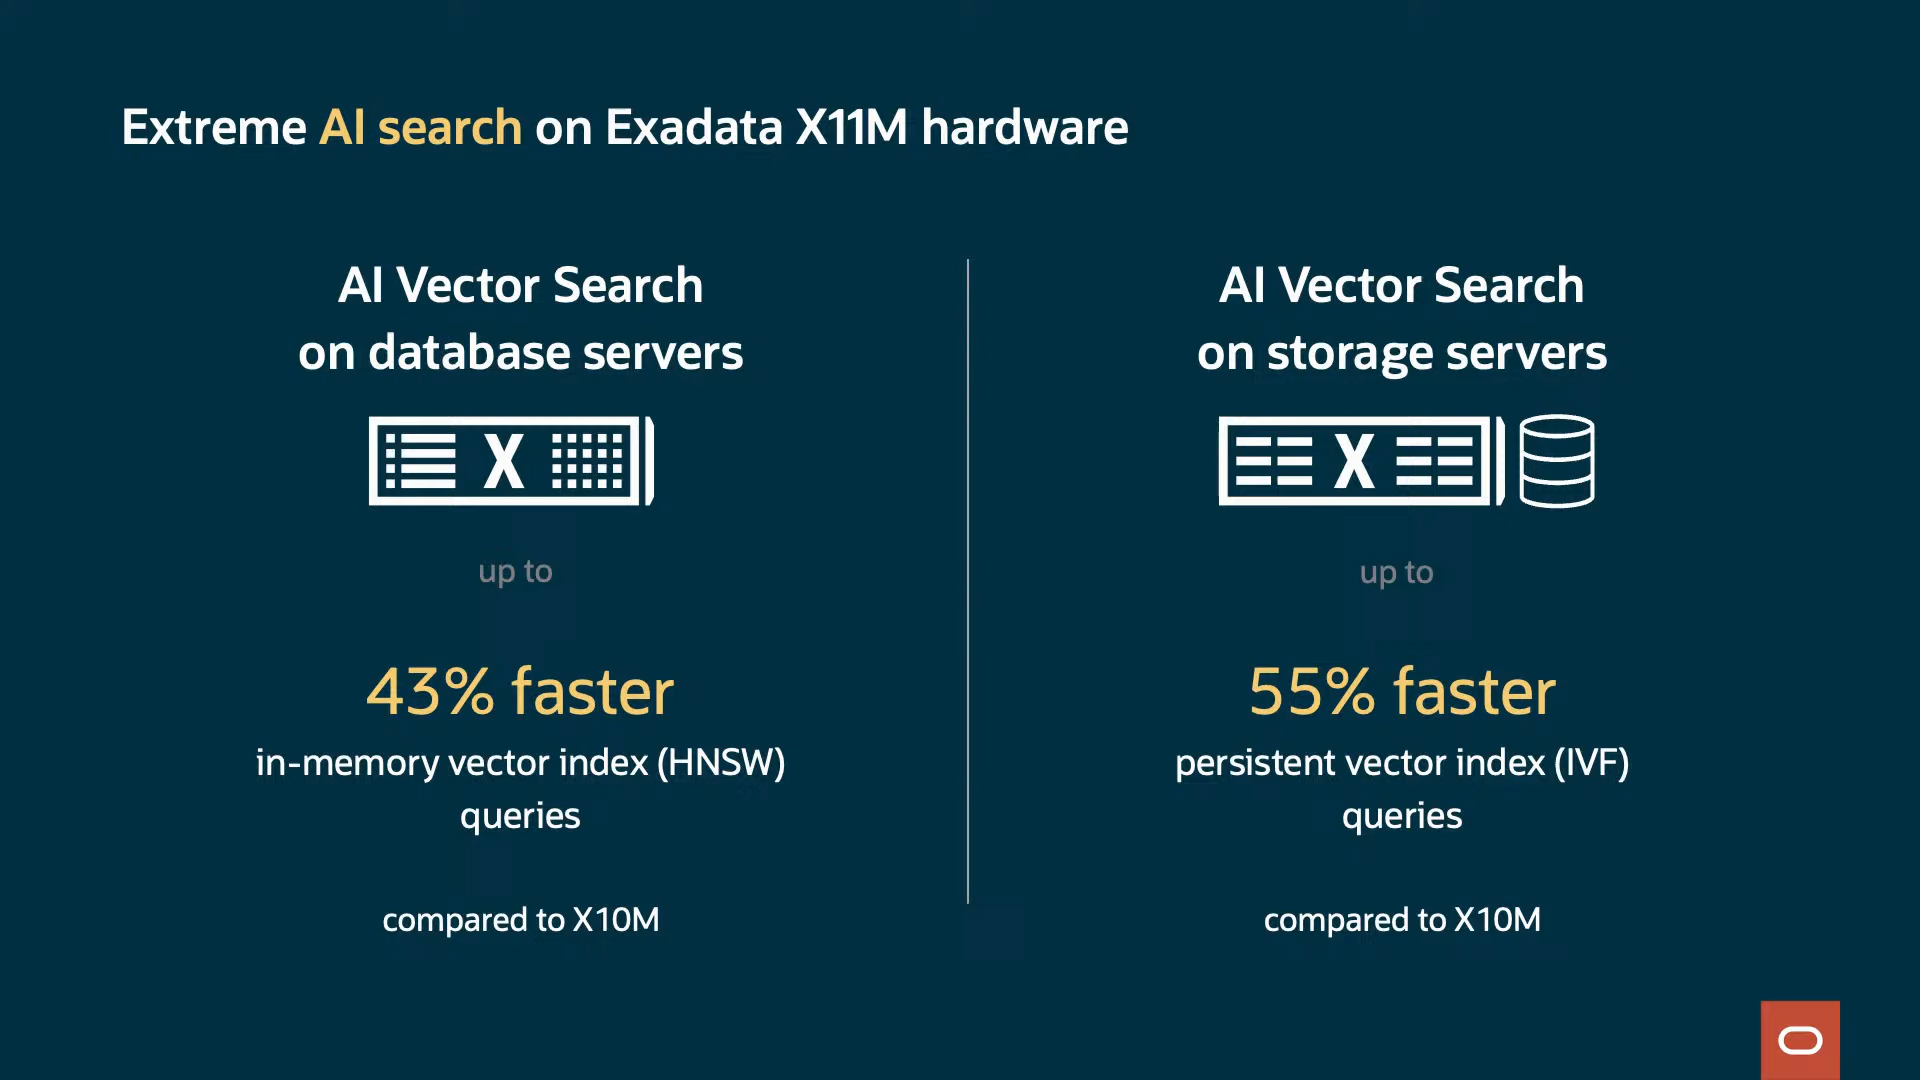 Extreme AI search on Exadata X11M hardware
AI Vector Search
on database servers
X
up to
43% faster
in-memory vector index (HNSW)
queries
compared to X10M
AI Vector Search
on storage servers
X
up to
55% faster
persistent vector index (IVF)
queries
compared to X10M